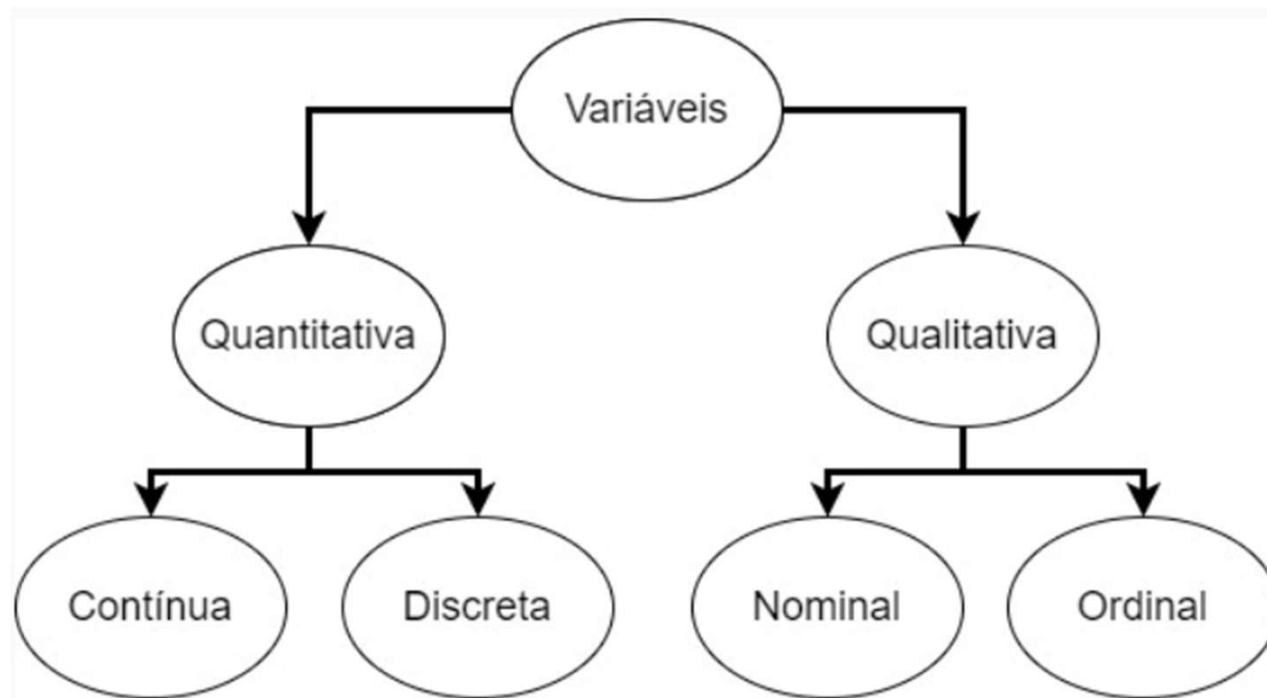 Variáveis
Quantitativa
Qualitativa
Contínua
Discreta
Nominal
Ordinal